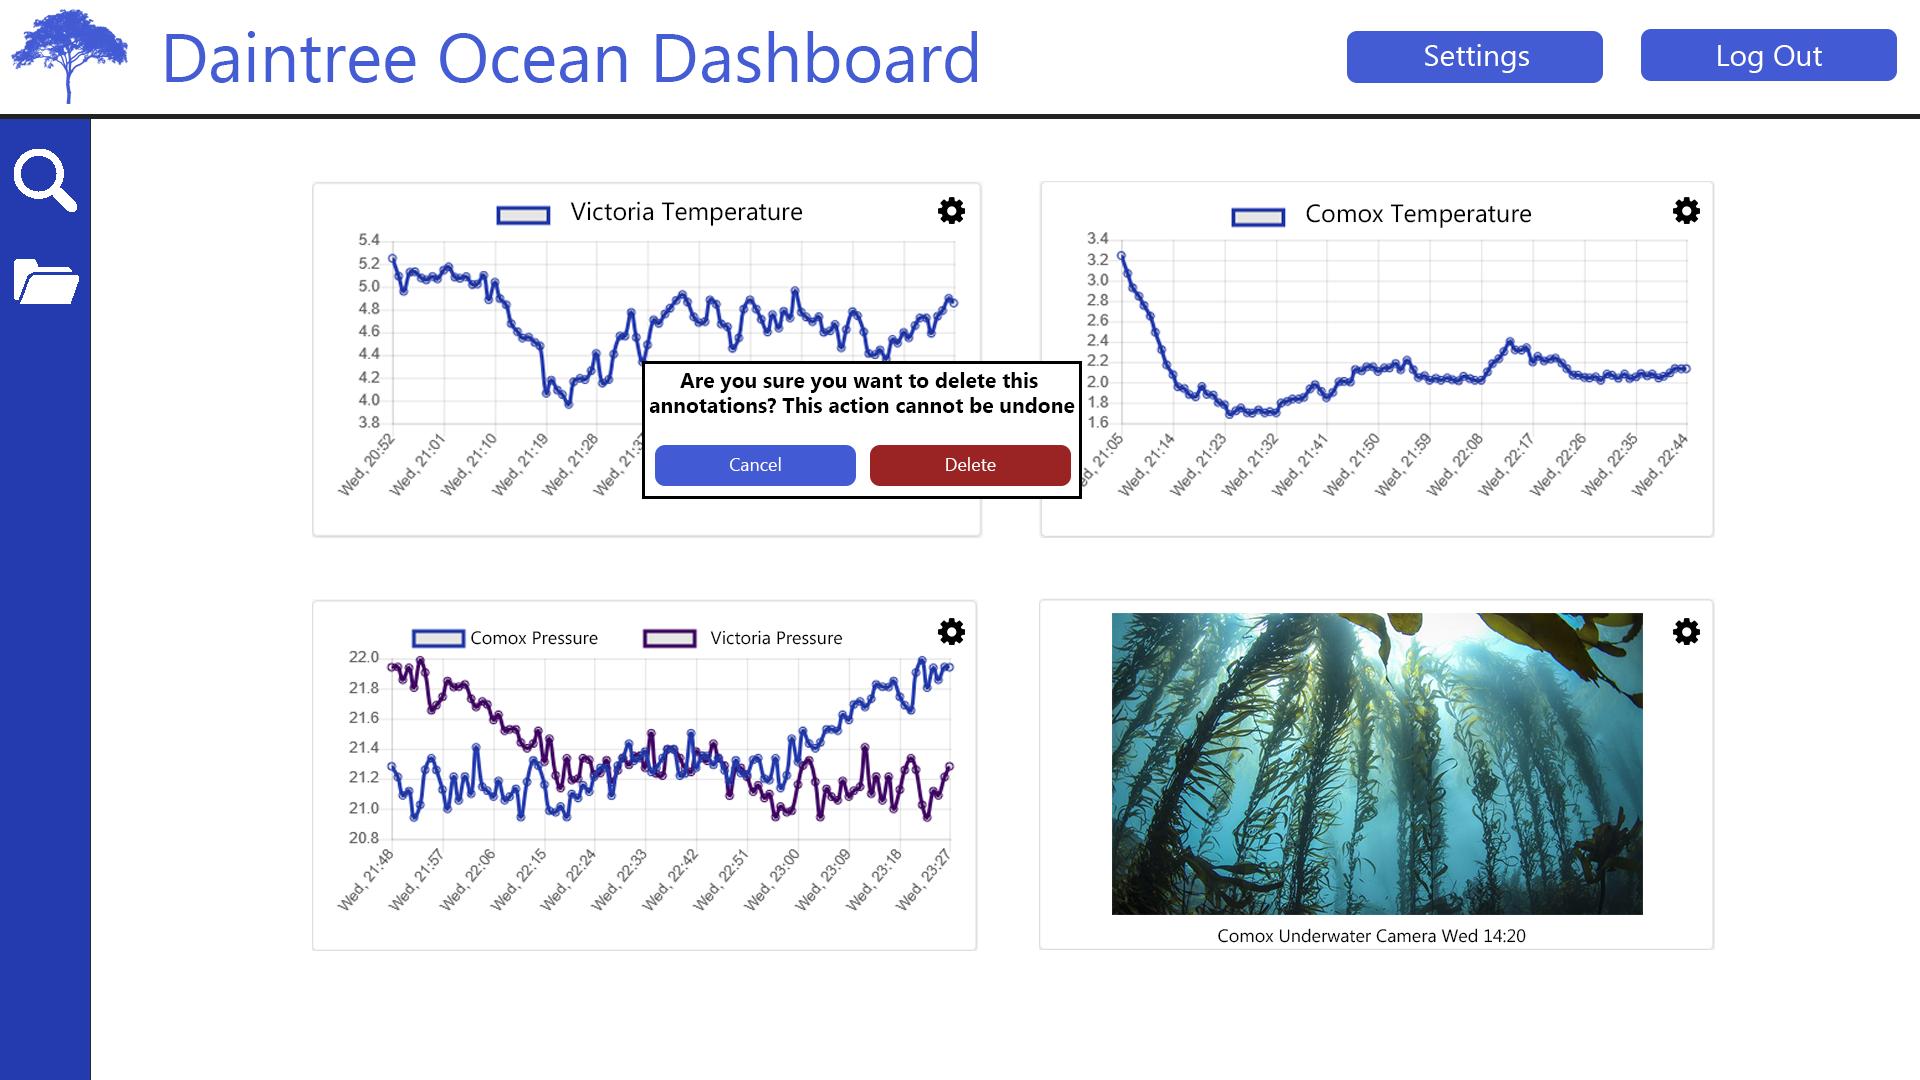 Daintree Ocean Dashboard
Settings
Log Out
Victoria Temperature
5.4
5.2
5.0
4.8
4.6
4.4
4.2
4.0
3.8
Wed, 20:52
Wed, 21:01
Wed, 21:10
Wed, 21:19
Wed, 21:28
Comox Temperature
3.4
3.2
3.0
2.8
2.6
2.4
2.2
2.0
1.8
1.6
21:05
Wed, 21:14
Wed, 21:23
Wed, 21:32
Wed, 21:41
Wed, 21:50
Wed, 21:59
Wed, 22:08
Wed, 22:17
Wed, 22:26
Wed, 22:35
Wed, 22:44
Are you sure you want to delete this
annotations? This action cannot be undone
Cancel
Delete
Comox Pressure
Victoria Pressure
22.0
21.8
21.6
21.4
21.2
21.0
20.8
Wed, 21:48
Wed, 21:57
Wed, 22:06
Wed, 22:15
Wed, 22:24
Wed, 22:33
Wed, 22:42
Wed, 22:51
Wed, 23:00
Wed, 23:09
Wed, 23:18
Wed, 23:27
Comox Underwater Camera Wed 14:20